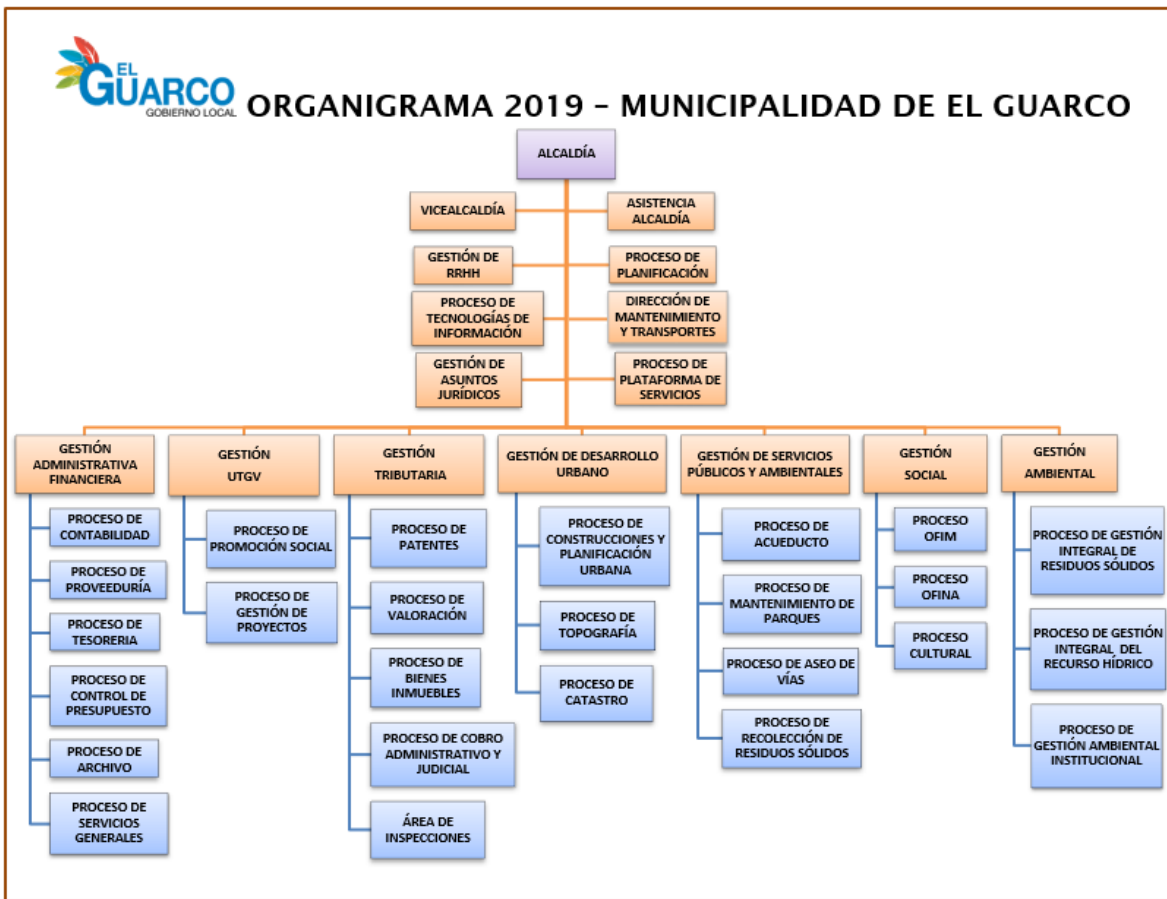 EL
GUARCO
GOBIERNO LOCAL
ORGANIGRAMA 2019 – MUNICIPALIDAD DE EL GUARCO
ALCALDÍA
VICEALCALDÍA
ASISTENCIA
ALCALDÍA
GESTIÓN DE
RRHH
PROCESO DE
PLANIFICACIÓN
PROCESO DE
TECNOLOGÍAS DE
INFORMACIÓN
DIRECCIÓN DE
MANTENIMIENTO
Y TRANSPORTES
GESTIÓN DE
ASUNTOS
JURÍDICOS
PROCESO DE
PLATAFORMA DE
SERVICIOS
GESTIÓN
ADMINISTRATIVA
FINANCIERA
PROCESO DE
CONTABILIDAD
PROCESO DE
PROVEEDURÍA
PROCESO DE
TESORERIA
PROCESO DE
CONTROL DE
PRESUPUESTO
PROCESO DE
ARCHIVO
PROCESO DE
SERVICIOS
GENERALES
GESTIÓN
UTGV
PROCESO DE
PROMOCIÓN SOCIAL
PROCESO DE
GESTIÓN DE
PROYECTOS
GESTIÓN
TRIBUTARIA
PROCESO DE
PATENTES
PROCESO DE
VALORACIÓN
PROCESO DE
BIENES
INMUEBLES
PROCESO DE COBRO
ADMINISTRATIVO Y
JUDICIAL
ÁREA DE
INSPECCIONES
GESTIÓN DE DESARROLLO
URBANO
PROCESO DE
CONSTRUCCIONES Y
PLANIFICACIÓN
URBANA
PROCESO DE
TOPOGRAFÍA
PROCESO DE
CATASTRO
GESTIÓN DE SERVICIOS
PÚBLICOS Y AMBIENTALES
PROCESO DE
ACUEDUCTO
PROCESO DE
MANTENIMIENTO DE
PARQUES
PROCESO DE ASEO DE
VÍAS
PROCESO DE
RECOLECCIÓN DE
RESIDUOS SÓLIDOS
GESTIÓN
SOCIAL
PROCESO
OFIM
PROCESO
OFINA
PROCESO
CULTURAL
GESTIÓN
AMBIENTAL
PROCESO DE GESTIÓN
INTEGRAL DE
RESIDUOS SÓLIDOS
PROCESO DE GESTIÓN
INTEGRAL DEL
RECURSO HÍDRICO
PROCESO DE
GESTIÓN AMBIENTAL
INSTITUCIONAL